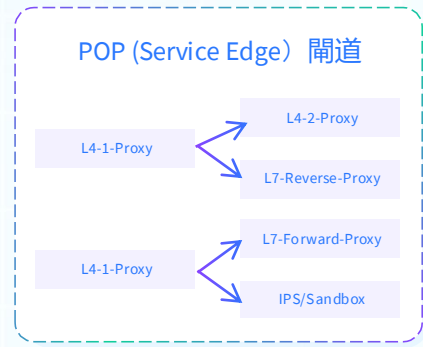 POP (Service Edge）閘道
L4-2-Proxy
L4-1-Proxy
L7-Reverse-Proxy
L7-Forward-Proxy
L4-1-Proxy
IPS/Sandbox